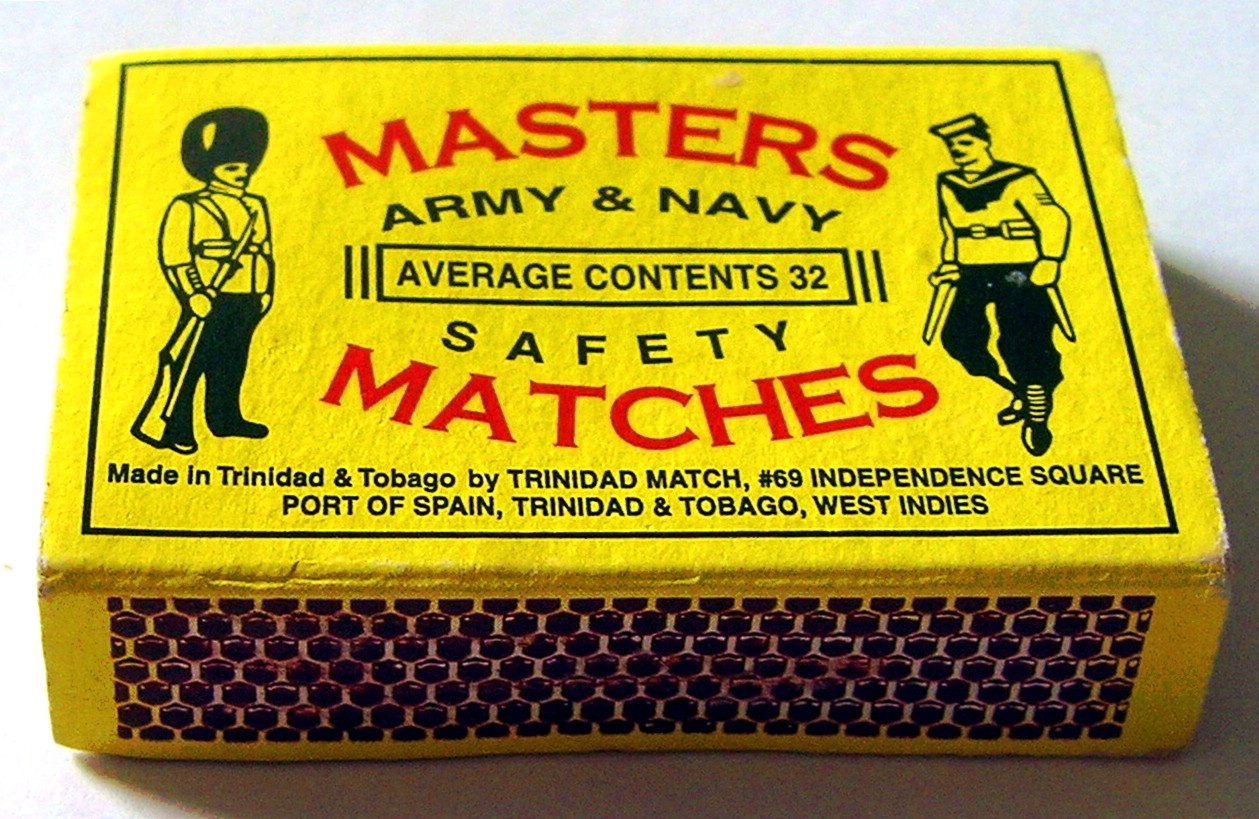 MASTERS
ARMY & NAVY
AVERAGE CONTENTS 32
SAFETY
MATCHES
Made in Trinidad & Tobago by TRINIDAD MATCH, #69 INDEPENDENCE SQUARE
PORT OF SPAIN, TRINIDAD & TOBAGO, WEST INDIES